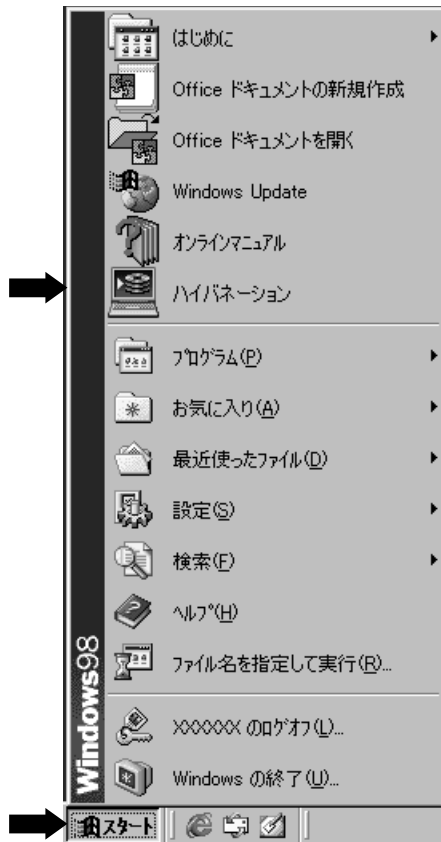 はじめに
Office ドキュメントの新規作成
Office ドキュメントを開く
Windows Update
オンラインマニュアル
ハイバネーション
プログラム(P)
お気に入り(A)
最近使ったファイル(D)
設定(S)
検索(F)
ヘルプ(H)
ファイル名を指定して実行(R)...
XXXXXX のログオフ(L)...
Windows の終了(U)...
Windows98
スタート